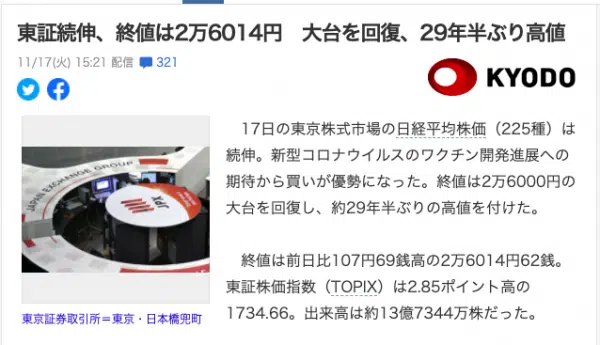 東証続伸、終値は2万6014円　大台を回復、29年半ぶり高値
11/17(火) 15:21 配信 321
KYODO
17日の東京株式市場の日経平均株価（225種）は
続伸。新型コロナウイルスのワクチン開発進展への
期待から買いが優勢になった。終値は2万6000円の
大台を回復し、約29年半ぶりの高値を付けた。
終値は前日比107円69銭高の2万6014円62銭。
東証株価指数（TOPIX）は2.85ポイント高の
1734.66。出来高は約13億7344万株だった。
JAPAN EXCHANGE GROUP
JPX
東京証券取引所＝東京・日本橋兜町